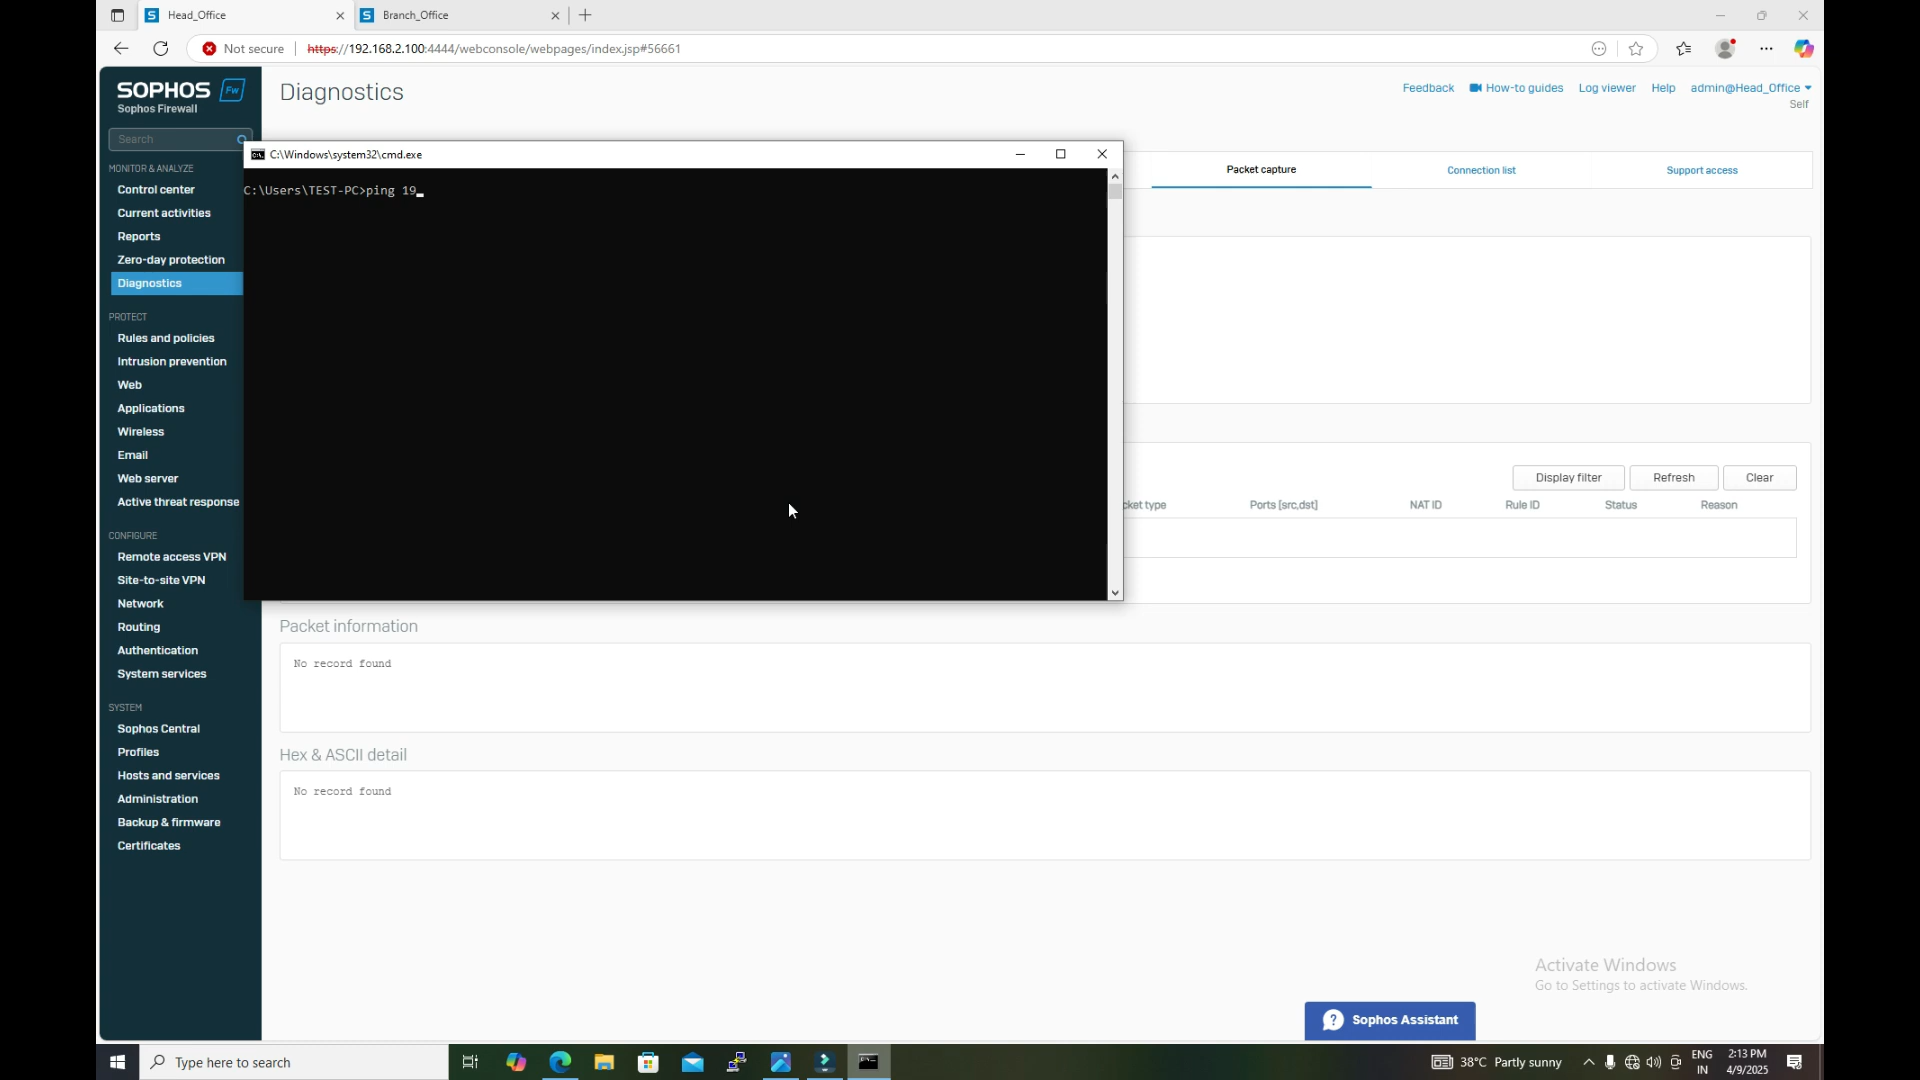 Head_Office
Branch_Office
Not secure
https://192.168.2.100:4444/webconsole/webpages/index.jsp#56661
SOPHOS Fw
Sophos Firewall
Diagnostics
Feedback
How-to guides
Log viewer
Help
admin@Head_Office
Self
Search
C:\Windows\system32\cmd.exe
C:\Users\TEST-PC>ping 19_
Packet capture
Connection list
Support access
MONITOR & ANALYZE
Control center
Current activities
Reports
Zero-day protection
Diagnostics
PROTECT
Rules and policies
Intrusion prevention
Web
Applications
Wireless
Email
Web server
Active threat response
CONFIGURE
Remote access VPN
Site-to-site VPN
Network
Routing
Authentication
System services
SYSTEM
Sophos Central
Profiles
Hosts and services
Administration
Backup & firmware
Certificates
Display filter
Refresh
Clear
cket type
Ports [src,dst]
NAT ID
Rule ID
Status
Reason
Packet information
No record found
Hex & ASCII detail
No record found
Activate Windows
Go to Settings to activate Windows.
Sophos Assistant
Type here to search
38°C Partly sunny
ENG
IN
2:13 PM
4/9/2025